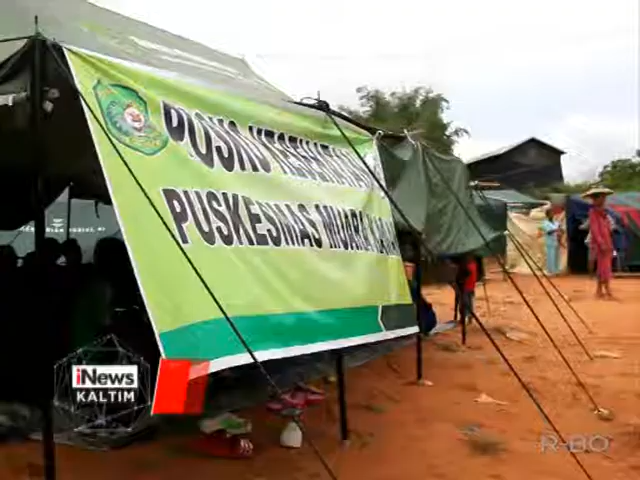 POSKO KESEHATAN
PUSKESMAS MUARA
iNews
KALTIM
R-BO